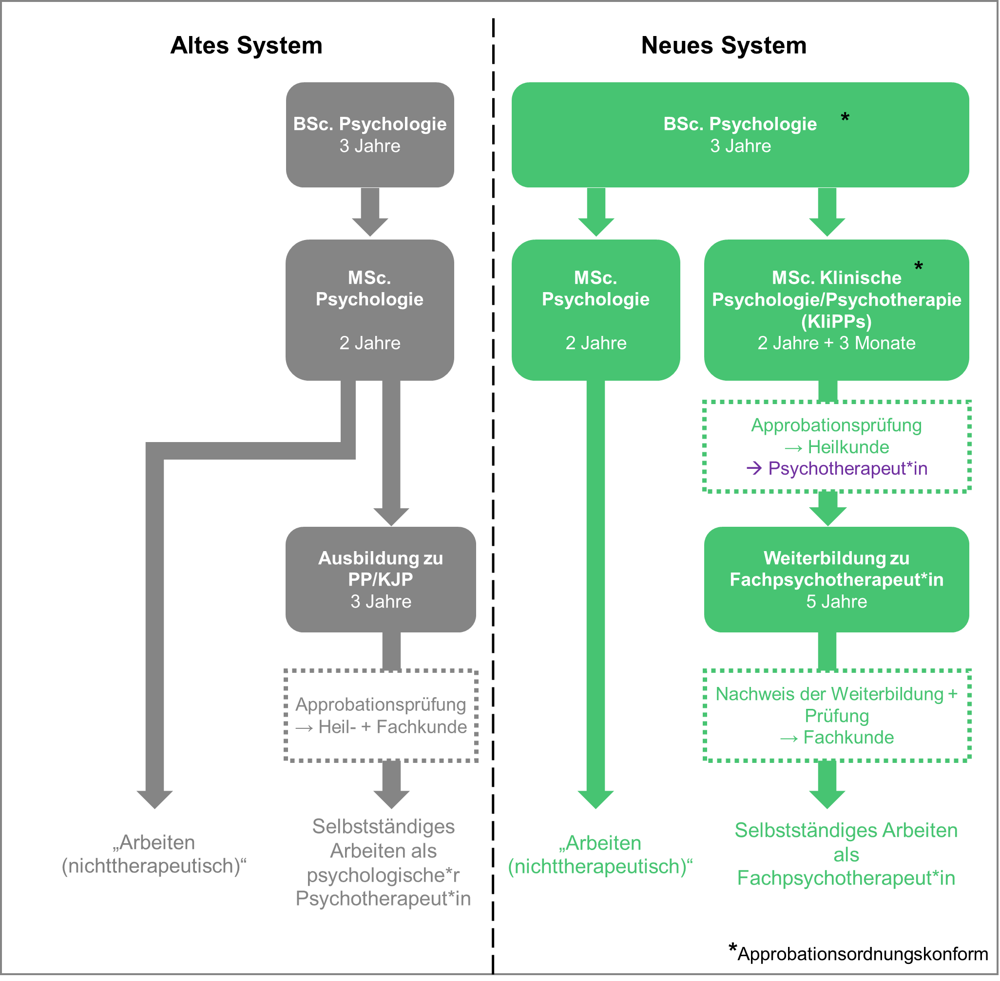 Altes System
BSc. Psychologie
3 Jahre
MSc.
Psychologie
2 Jahre
Ausbildung zu
PP/KJP
3 Jahre
Approbationsprüfung
→ Heil- + Fachkunde
„Arbeiten
(nichttherapeutisch)“
Selbstständiges
Arbeiten als
psychologische*r
Psychotherapeut*in
Neues System
BSc. Psychologie *
3 Jahre
MSc.
Psychologie
2 Jahre
MSc. Klinische *
Psychologie/Psychotherapie
(KliPPs)
2 Jahre + 3 Monate
Approbationsprüfung
→ Heilkunde
→ Psychotherapeut*in
Weiterbildung zu
Fachpsychotherapeut*in
5 Jahre
Nachweis der Weiterbildung +
Prüfung
→ Fachkunde
„Arbeiten
(nichttherapeutisch)“
Selbstständiges Arbeiten
als
Fachpsychotherapeut*in
*Approbationsordnungskonform